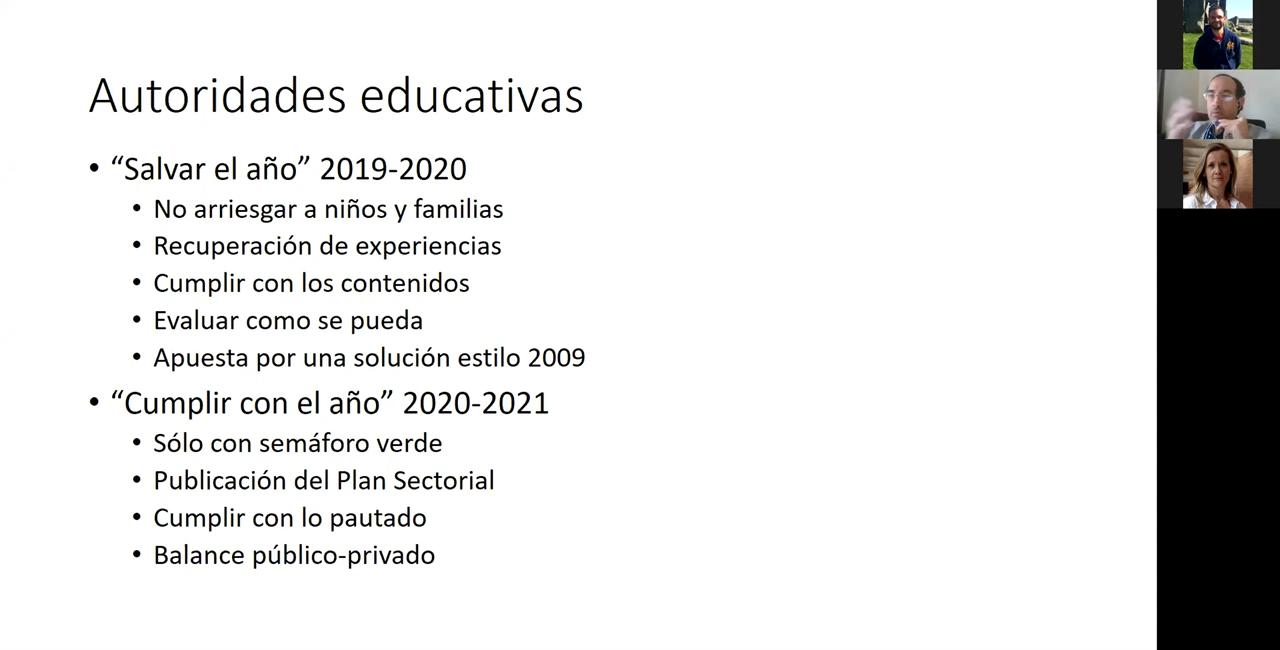 Autoridades educativas
• “Salvar el año” 2019-2020
• No arriesgar a niños y familias
• Recuperación de experiencias
• Cumplir con los contenidos
• Evaluar como se pueda
• Apuesta por una solución estilo 2009
• “Cumplir con el año” 2020-2021
• Sólo con semáforo verde
• Publicación del Plan Sectorial
• Cumplir con lo pautado
• Balance público-privado